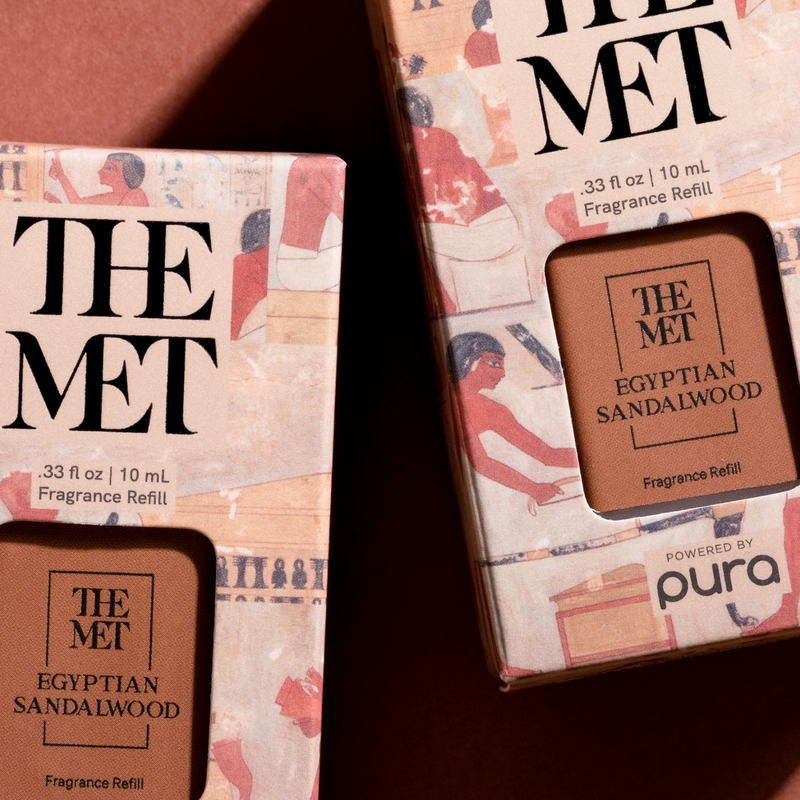 THE
MET
.33 fl oz | 10 mL
Fragrance Refill
THE
MET
EGYPTIAN
SANDALWOOD
Fragrance Refill
THE
MET
.33 fl oz | 10 mL
Fragrance Refill
THE
MET
EGYPTIAN
SANDALWOOD
Fragrance Refill
POWERED BY
pura